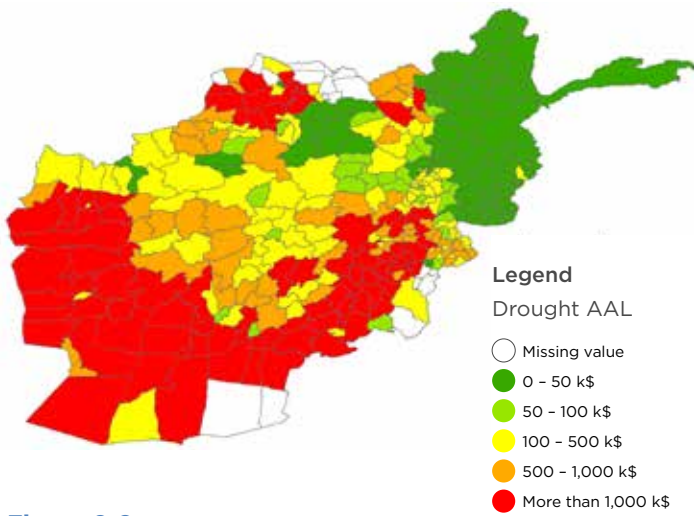 Legend
Drought AAL
Missing value
0 – 50 k$
50 – 100 k$
100 – 500 k$
500 – 1,000 k$
More than 1,000 k$